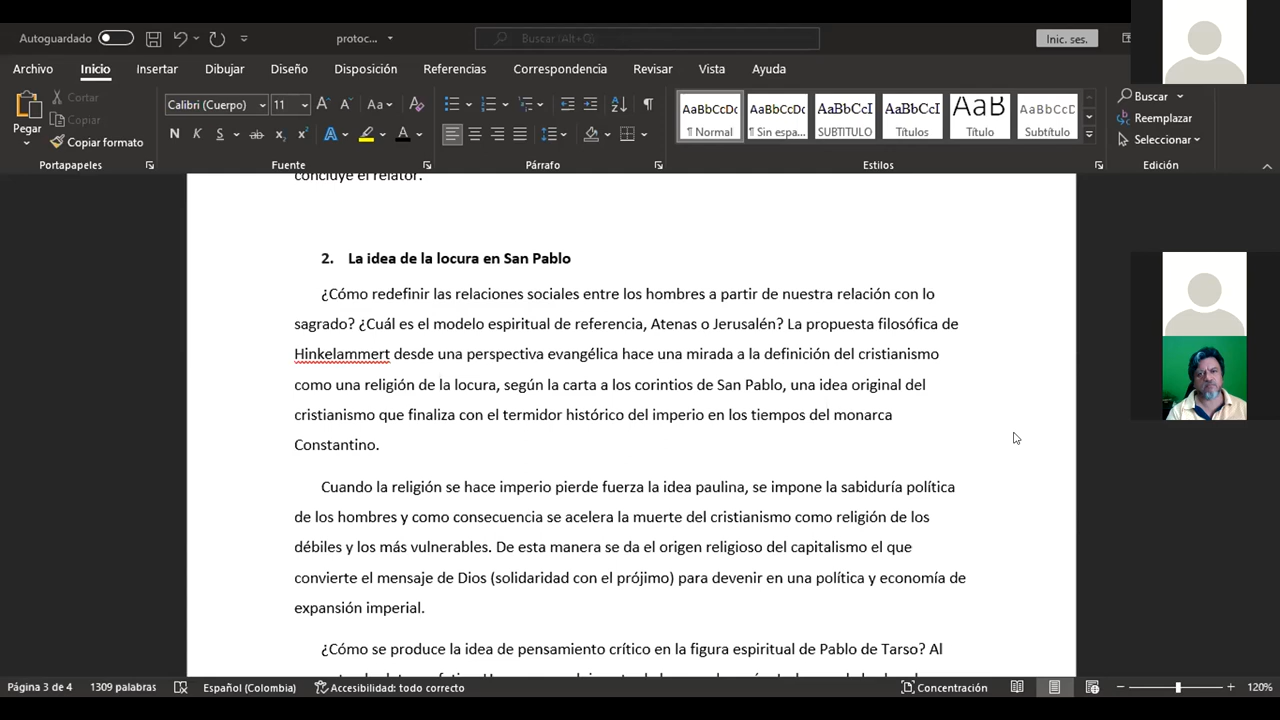 Autoguardado
protoc...
Buscar (Alt+Q)
Inic. ses.
Archivo Inicio Insertar Dibujar Diseño Disposición Referencias Correspondencia Revisar Vista Ayuda
Pegar
Cortar
Copiar
Copiar formato
Portapapeles
Calibri (Cuerpo) 11
Aa
N K S ab x₂ x² A A
Fuente
Párrafo
AaBbCcDc AaBbCcDc AaBbCcI AaBbCcI AaB AaBbCcD
¶ Normal ¶ Sin espa... SUBTITULO Títulos Título Subtítulo
Estilos
Buscar
Reemplazar
Seleccionar
Edición
concluye el relator.
2. La idea de la locura en San Pablo
¿Cómo redefinir las relaciones sociales entre los hombres a partir de nuestra relación con lo
sagrado? ¿Cuál es el modelo espiritual de referencia, Atenas o Jerusalén? La propuesta filosófica de
Hinkelammert desde una perspectiva evangélica hace una mirada a la definición del cristianismo
como una religión de la locura, según la carta a los corintios de San Pablo, una idea original del
cristianismo que finaliza con el termidor histórico del imperio en los tiempos del monarca
Constantino.
Cuando la religión se hace imperio pierde fuerza la idea paulina, se impone la sabiduría política
de los hombres y como consecuencia se acelera la muerte del cristianismo como religión de los
débiles y los más vulnerables. De esta manera se da el origen religioso del capitalismo el que
convierte el mensaje de Dios (solidaridad con el prójimo) para devenir en una política y economía de
expansión imperial.
¿Cómo se produce la idea de pensamiento crítico en la figura espiritual de Pablo de Tarso? Al
Página 3 de 4 1309 palabras Español (Colombia) Accesibilidad: todo correcto Concentración 120%